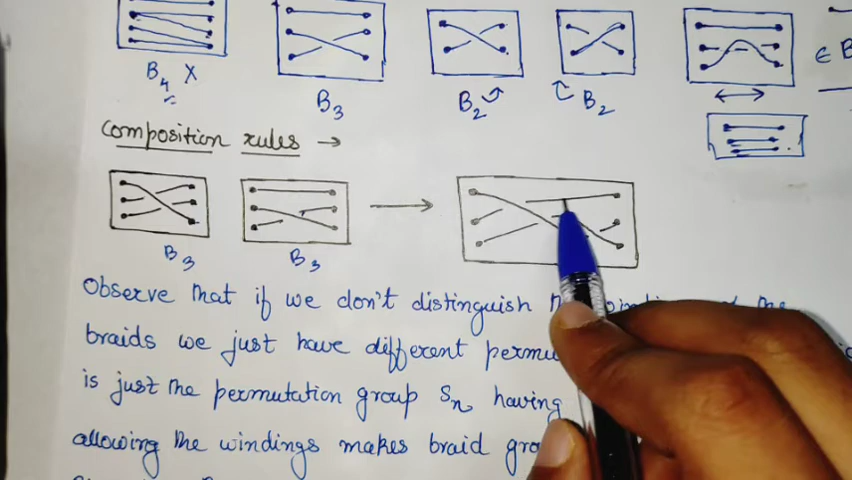 B₄ X
B₃
B₂
B₂
∈ B
Composition rules →
B₃
B₃
Observe that if we don't distinguish the
braids we just have different permu
is just the permutation group Sₙ having
allowing the windings makes braid gro